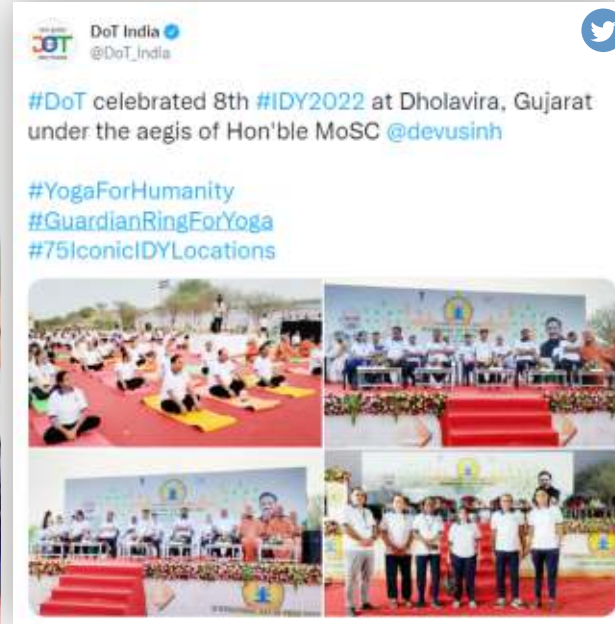 DoT India
@DoT_India
#DoT celebrated 8th #IDY2022 at Dholavira, Gujarat
under the aegis of Hon'ble MoSC @devusinh
#YogaForHumanity
#GuardianRingForYoga
#75IconicIDYLocations